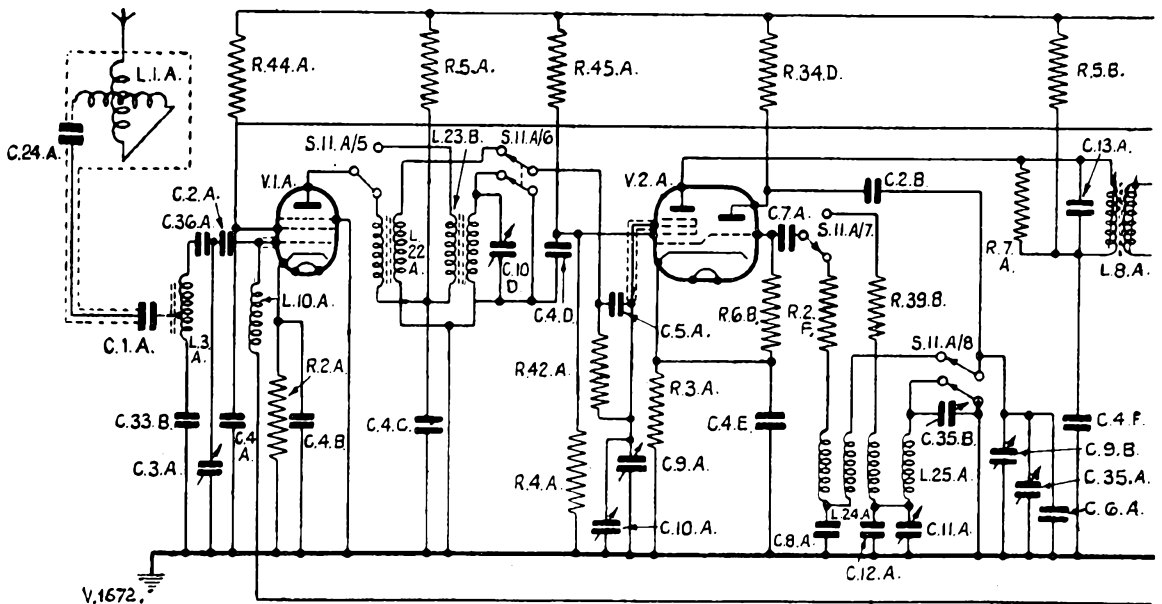 L.1.A.
R.44.A.
R.5.A.
R.45.A.
R.34.D.
R.5.B.
C.24.A.
S.11.A/5
L.23.B.
S.11.A/6
C.13.A.
C.2.A.
V.1.A.
V.2.A.
C.2.B.
C.36.A.
C.7.A.
S.11.A/7.
L.
22
A.
C.10
D.
R.7.
A.
L.8.A.
L.10.A.
C.4.D.
C.1.A.
L.3.
A.
C.5.A.
R.6.B.
R.2.
F.
R.39.B.
R.2.A.
R.42.A.
S.11.A/8
R.3.A.
C.33.B.
C.4
A.
C.4.B.
C.4.C.
C.4.E.
C.35.B.
C.4.F.
C.3.A.
C.9.A.
L.25.A.
C.9.B.
R.4.A.
C.35.A.
C.10.A.
L.24.A
C.11.A.
C.6.A.
C.8.A.
C.12.A.
V.1672.